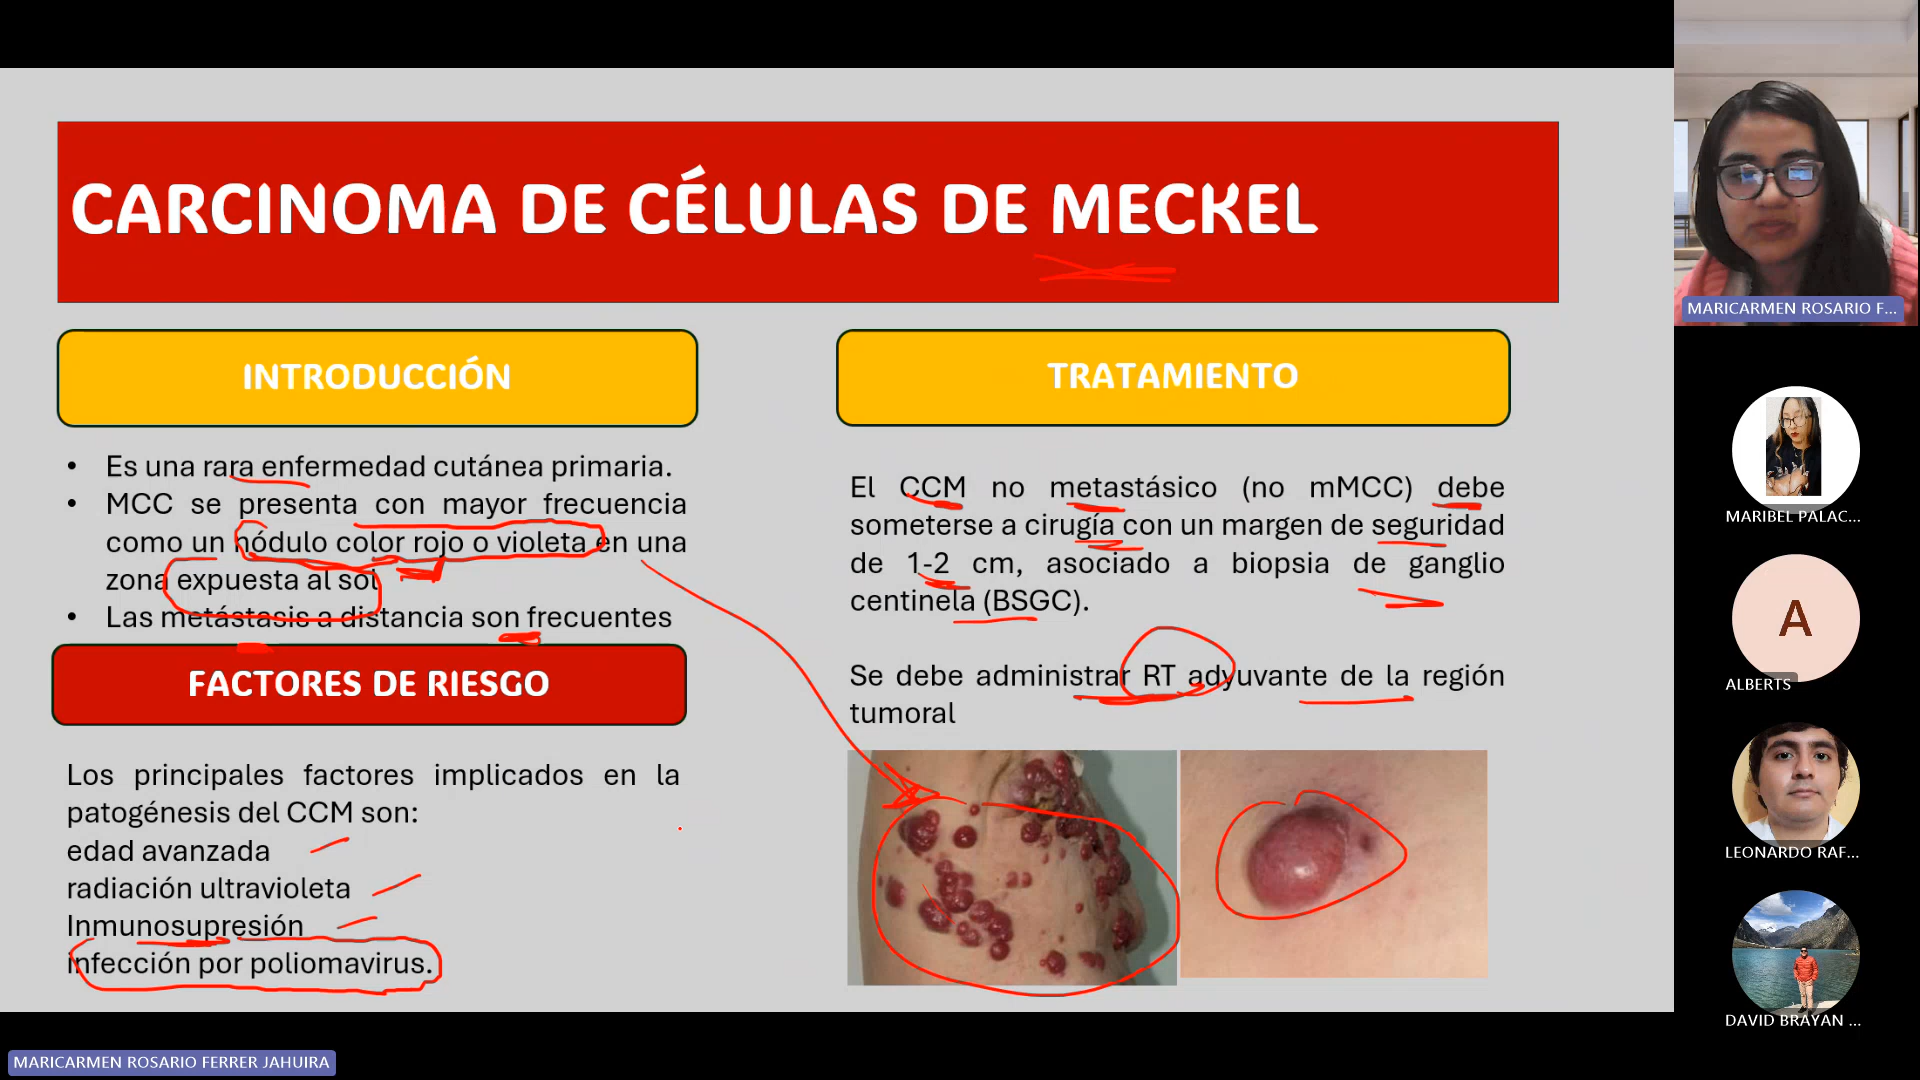 CARCINOMA DE CÉLULAS DE MECKEL
INTRODUCCIÓN
• Es una rara enfermedad cutánea primaria.
• MCC se presenta con mayor frecuencia
como un nódulo color rojo o violeta en una
zona expuesta al sol
• Las metástasis a distancia son frecuentes
FACTORES DE RIESGO
Los principales factores implicados en la
patogénesis del CCM son:
edad avanzada
radiación ultravioleta
Inmunosupresión
infección por poliomavirus.
TRATAMIENTO
El CCM no metastásico (no mMCC) debe
someterse a cirugía con un margen de seguridad
de 1-2 cm, asociado a biopsia de ganglio
centinela (BSGC).
Se debe administrar RT adyuvante de la región
tumoral
MARICARMEN ROSARIO F...
MARIBEL PALAC...
A
ALBERTS
LEONARDO RAF...
DAVID BRAYAN ...
MARICARMEN ROSARIO FERRER JAHUIRA